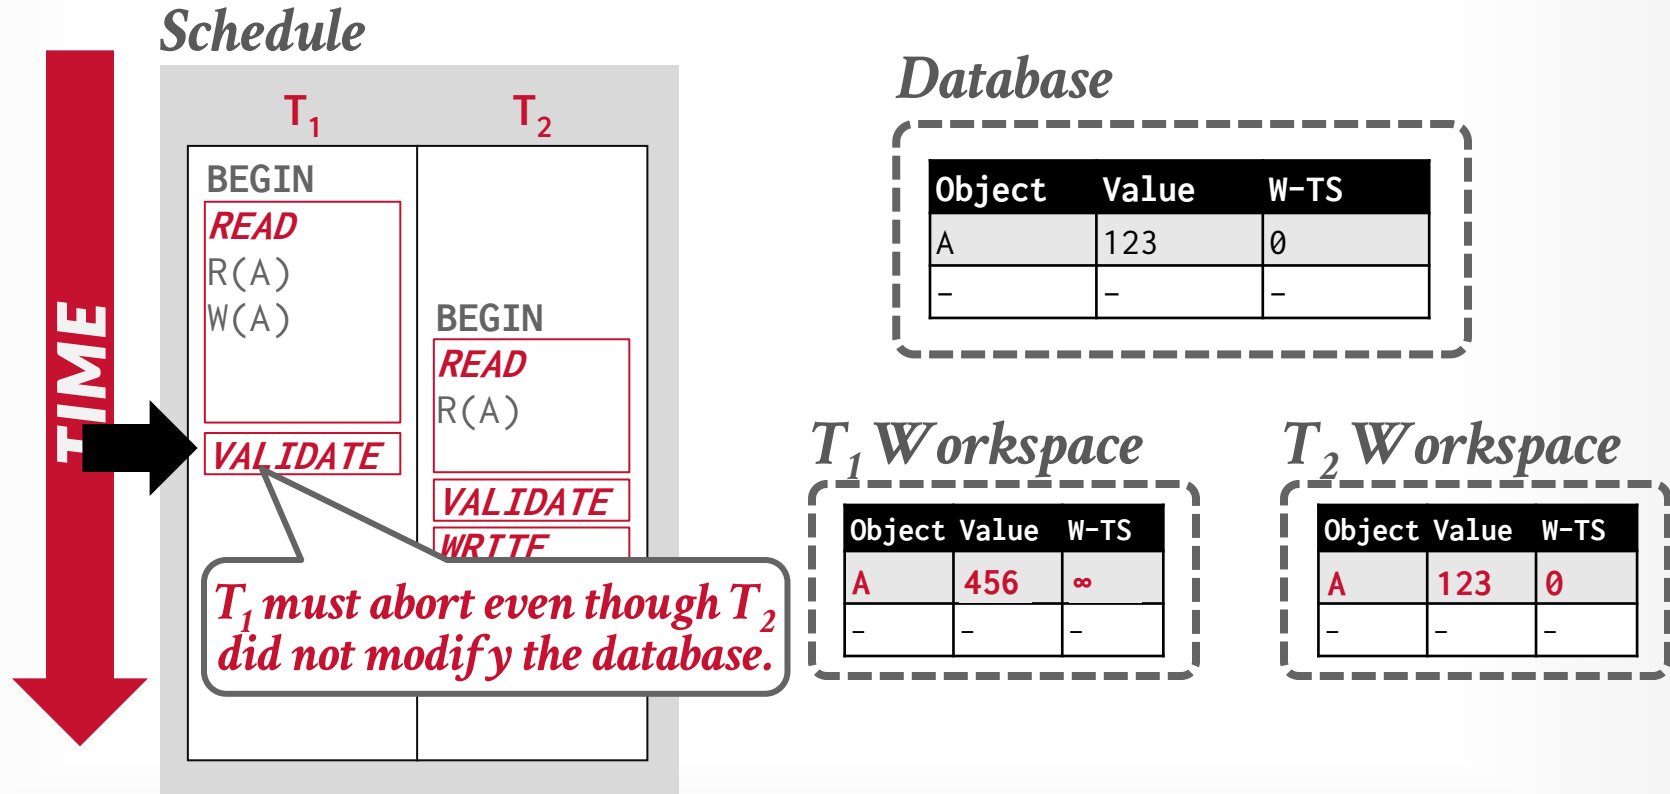 Schedule
TIME
T1
T2
BEGIN
READ
R(A)
W(A)
VALIDATE
BEGIN
READ
R(A)
VALIDATE
WRITE
T1 must abort even though T2
did not modify the database.
Database
Object Value W-TS
A 123 0
- - -
T1 Workspace
Object Value W-TS
A 456 ∞
- - -
T2 Workspace
Object Value W-TS
A 123 0
- - -